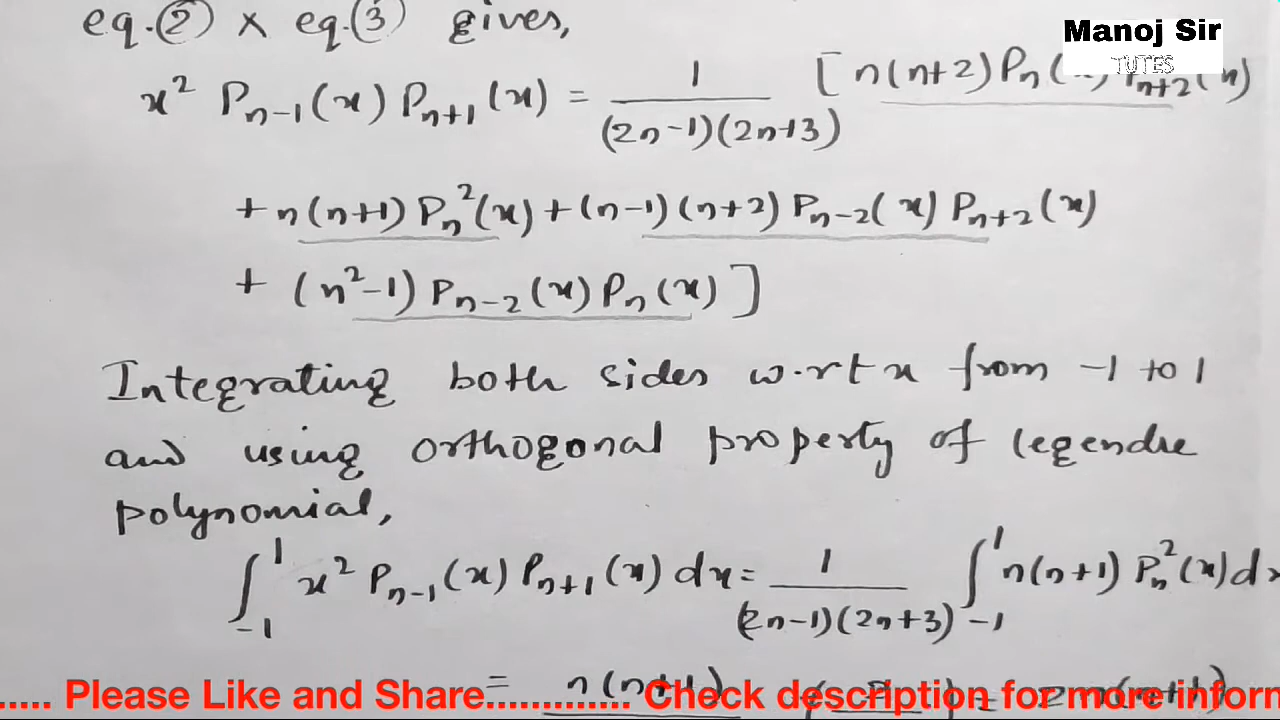 eq.② × eq.③ gives,
Manoj Sir
TUTES
x² Pₙ₋₁(x) Pₙ₊₁(x) = 1/((2n-1)(2n+3)) [n(n+2) Pₙ( Pₙ₊₂(x)
+ n(n+1) Pₙ²(x) + (n-1)(n+2) Pₙ₋₂(x) Pₙ₊₂(x)
+ (n²-1) Pₙ₋₂(x) Pₙ(x) ]
Integrating both sides w.r.t x from -1 to 1
and using orthogonal property of legendre
polynomial,
∫₋₁¹ x² Pₙ₋₁(x) Pₙ₊₁(x) dx = 1/((2n-1)(2n+3)) ∫₋₁¹ n(n+1) Pₙ²(x) dx
= n(n+1) = 2n(n+1)
..... Please Like and Share............. Check description for more inform